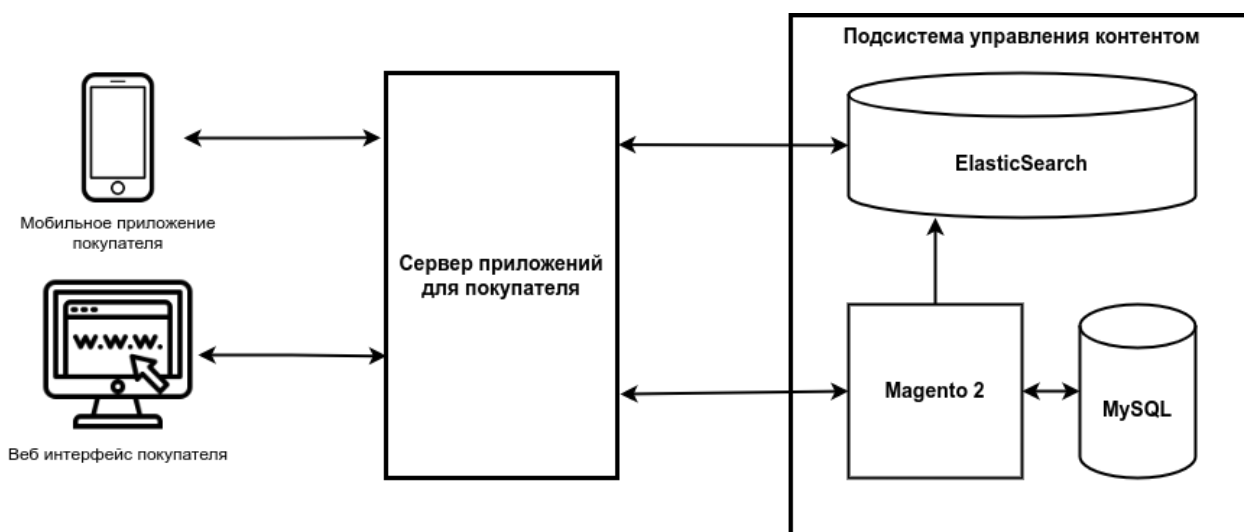 Подсистема управления контентом
ElasticSearch
Мобильное приложение
покупателя
Сервер приложений
для покупателя
w.w.w.
Веб интерфейс покупателя
Magento 2
MySQL